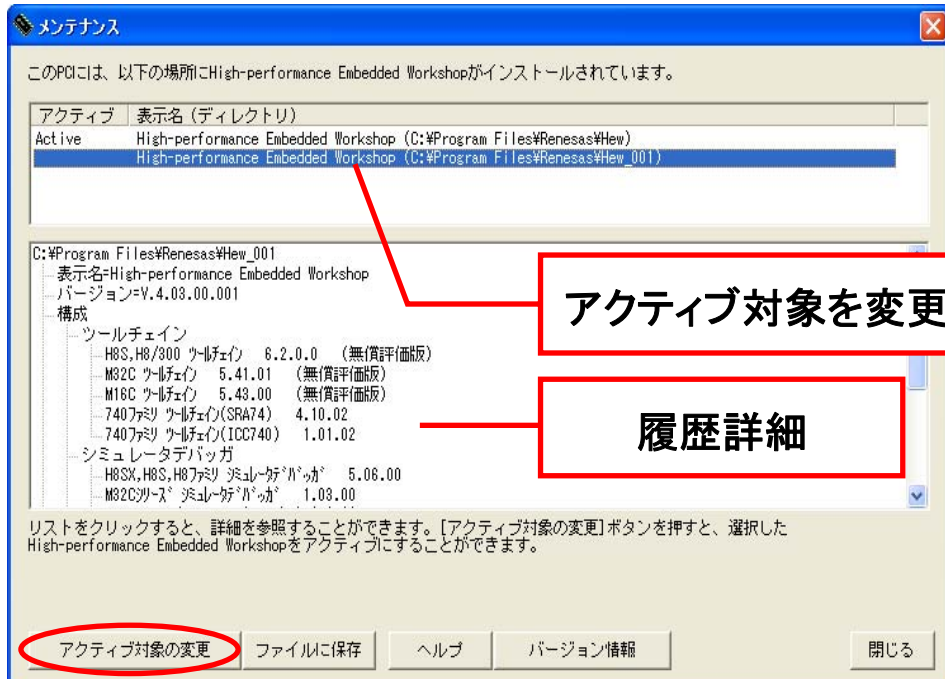 メンテナンス
このPCには、以下の場所にHigh-performance Embedded Workshopがインストールされています。
アクティブ 表示名(ディレクトリ)
Active High-performance Embedded Workshop (C:¥Program Files¥Renesas¥Hew)
High-performance Embedded Workshop (C:¥Program Files¥Renesas¥Hew_001)
C:¥Program Files¥Renesas¥Hew_001
表示名=High-performance Embedded Workshop
バージョン=V.4.03.00.001
構成
ツールチェイン
H8S,H8/300 ツールチェイン 6.2.0.0 (無償評価版)
M32C ツールチェイン 5.41.01 (無償評価版)
M16C ツールチェイン 5.43.00 (無償評価版)
740ファミリ ツールチェイン(SRA74) 4.10.02
740ファミリ ツールチェイン(ICC740) 1.01.02
シミュレータデバッガ
H8SX,H8S,H8ファミリ シミュレータデバッガ 5.06.00
M32Cシリーズ シミュレータデバッガ 1.03.00
アクティブ対象を変更
履歴詳細
リストをクリックすると、詳細を参照することができます。[アクティブ対象の変更]ボタンを押すと、選択した
High-performance Embedded Workshopをアクティブにすることができます。
アクティブ対象の変更 ファイルに保存 ヘルプ バージョン情報 閉じる